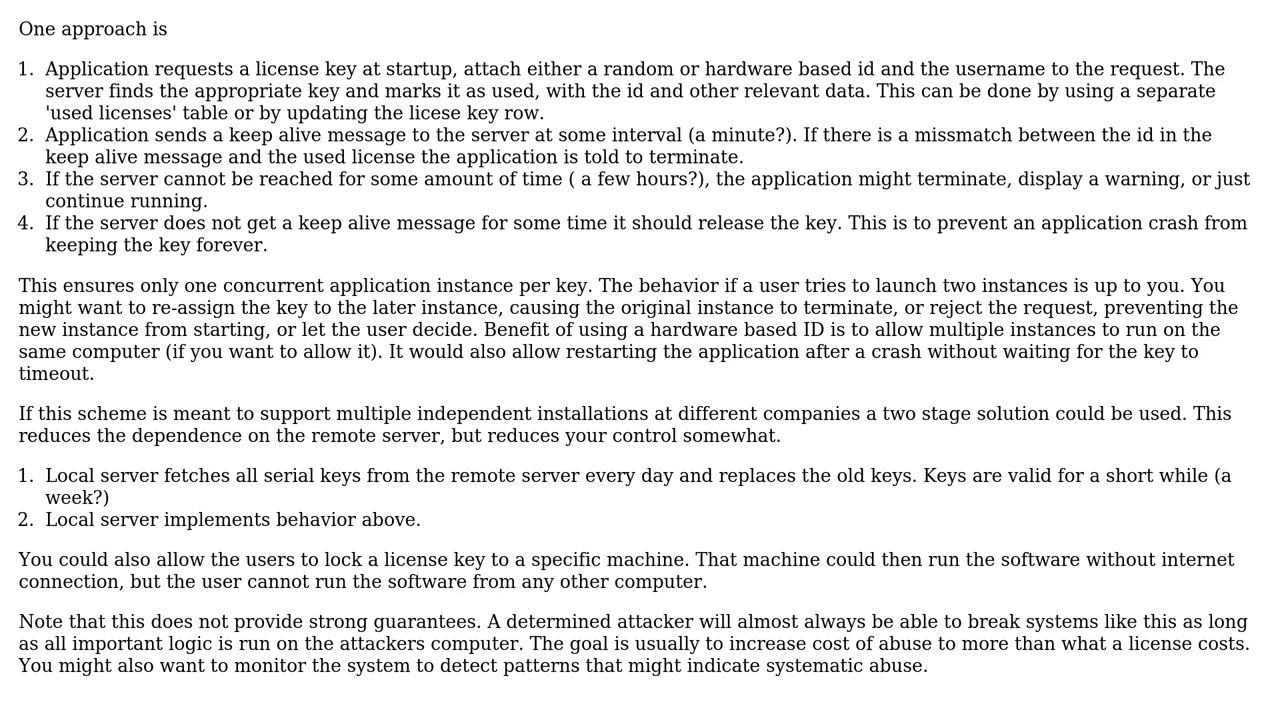 One approach is
1. Application requests a license key at startup, attach either a random or hardware based id and the username to the request. The
server finds the appropriate key and marks it as used, with the id and other relevant data. This can be done by using a separate
'used licenses' table or by updating the licese key row.
2. Application sends a keep alive message to the server at some interval (a minute?). If there is a missmatch between the id in the
keep alive message and the used license the application is told to terminate.
3. If the server cannot be reached for some amount of time ( a few hours?), the application might terminate, display a warning, or just
continue running.
4. If the server does not get a keep alive message for some time it should release the key. This is to prevent an application crash from
keeping the key forever.
This ensures only one concurrent application instance per key. The behavior if a user tries to launch two instances is up to you. You
might want to re-assign the key to the later instance, causing the original instance to terminate, or reject the request, preventing the
new instance from starting, or let the user decide. Benefit of using a hardware based ID is to allow multiple instances to run on the
same computer (if you want to allow it). It would also allow restarting the application after a crash without waiting for the key to
timeout.
If this scheme is meant to support multiple independent installations at different companies a two stage solution could be used. This
reduces the dependence on the remote server, but reduces your control somewhat.
1. Local server fetches all serial keys from the remote server every day and replaces the old keys. Keys are valid for a short while (a
week?)
2. Local server implements behavior above.
You could also allow the users to lock a license key to a specific machine. That machine could then run the software without internet
connection, but the user cannot run the software from any other computer.
Note that this does not provide strong guarantees. A determined attacker will almost always be able to break systems like this as long
as all important logic is run on the attackers computer. The goal is usually to increase cost of abuse to more than what a license costs.
You might also want to monitor the system to detect patterns that might indicate systematic abuse.